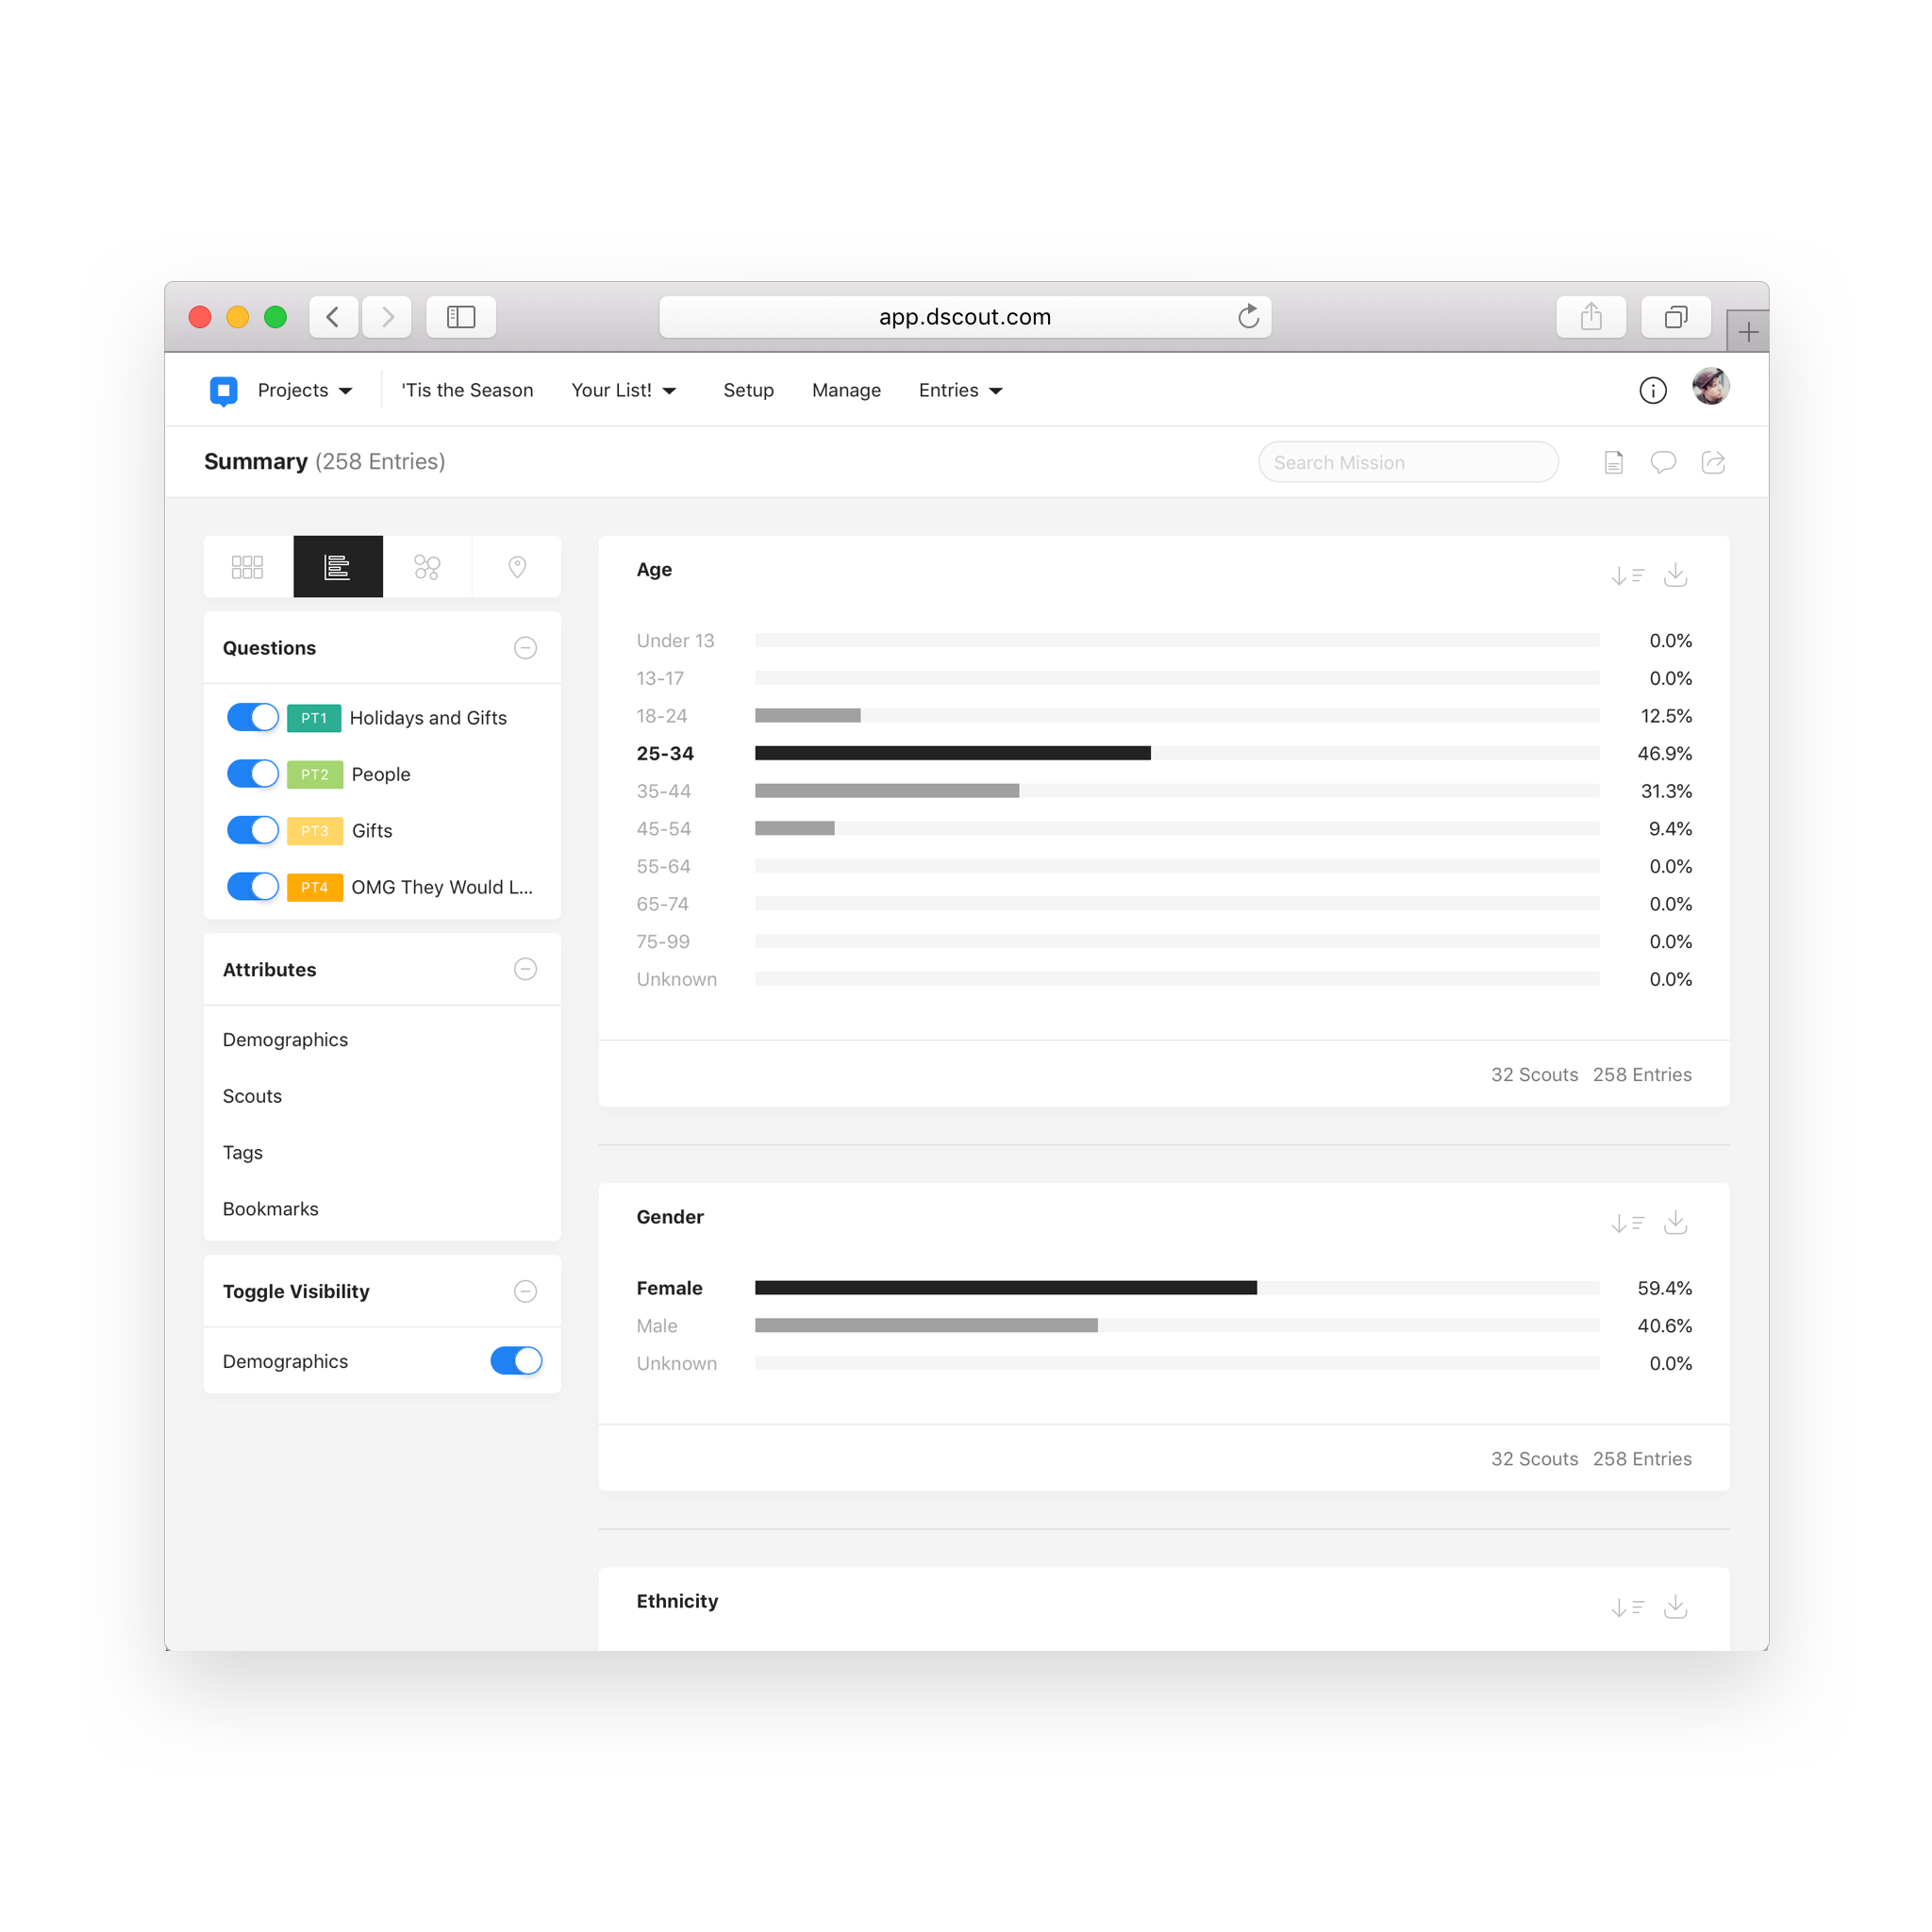 app.dscout.com
Projects 'Tis the Season Your List! Setup Manage Entries
Summary (258 Entries)
Search Mission
Questions
PT1 Holidays and Gifts
PT2 People
PT3 Gifts
PT4 OMG They Would L...
Attributes
Demographics
Scouts
Tags
Bookmarks
Toggle Visibility
Demographics
Age
Under 13 0.0%
13-17 0.0%
18-24 12.5%
25-34 46.9%
35-44 31.3%
45-54 9.4%
55-64 0.0%
65-74 0.0%
75-99 0.0%
Unknown 0.0%
32 Scouts 258 Entries
Gender
Female 59.4%
Male 40.6%
Unknown 0.0%
32 Scouts 258 Entries
Ethnicity